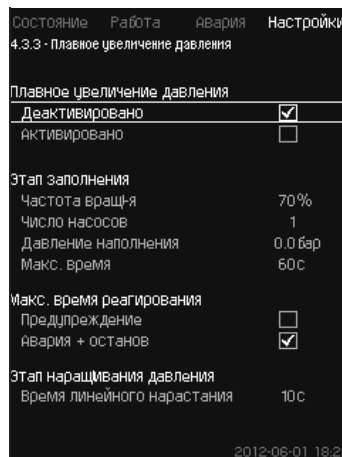 Состояние Работа Авария Настройки
4.3.3 - Плавное увеличение давления
Плавное увеличение давления
Деактивировано
Активировано
Этап заполнения
Частота вращ-я 70%
Число насосов 1
Давление наполнения 0.0 бар
Макс. время 60с
Макс. время реагирования
Предупреждение
Авария + останов
Этап наращивания давления
Время линейного нарастания 10с
2012-06-01 18:2